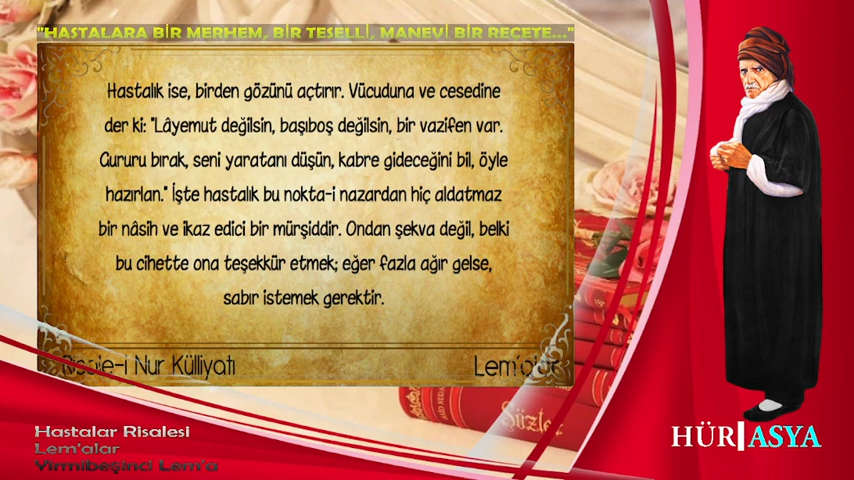 "HASTALARA BİR MERHEM, BİR TESELLİ, MANEVİ BİR REÇETE..."
Hastalık ise, birden gözünü açtırır. Vücuduna ve cesedine
der ki: "Lâyemut değilsin, başıboş değilsin, bir vazifen var.
Gururu bırak, seni yaratanı düşün, kabre gideceğini bil, öyle
hazırlan." İşte hastalık bu nokta-i nazardan hiç aldatmaz
bir nâsih ve ikaz edici bir mürşiddir. Ondan şekva değil, belki
bu cihette ona teşekkür etmek; eğer fazla ağır gelse,
sabır istemek gerektir.
Risale-i Nur Külliyatı
Lem'alar
Sözler
Hastalar Risalesi
Lem'alar
Yirmibeşinci Lem'a
HÜR ASYA